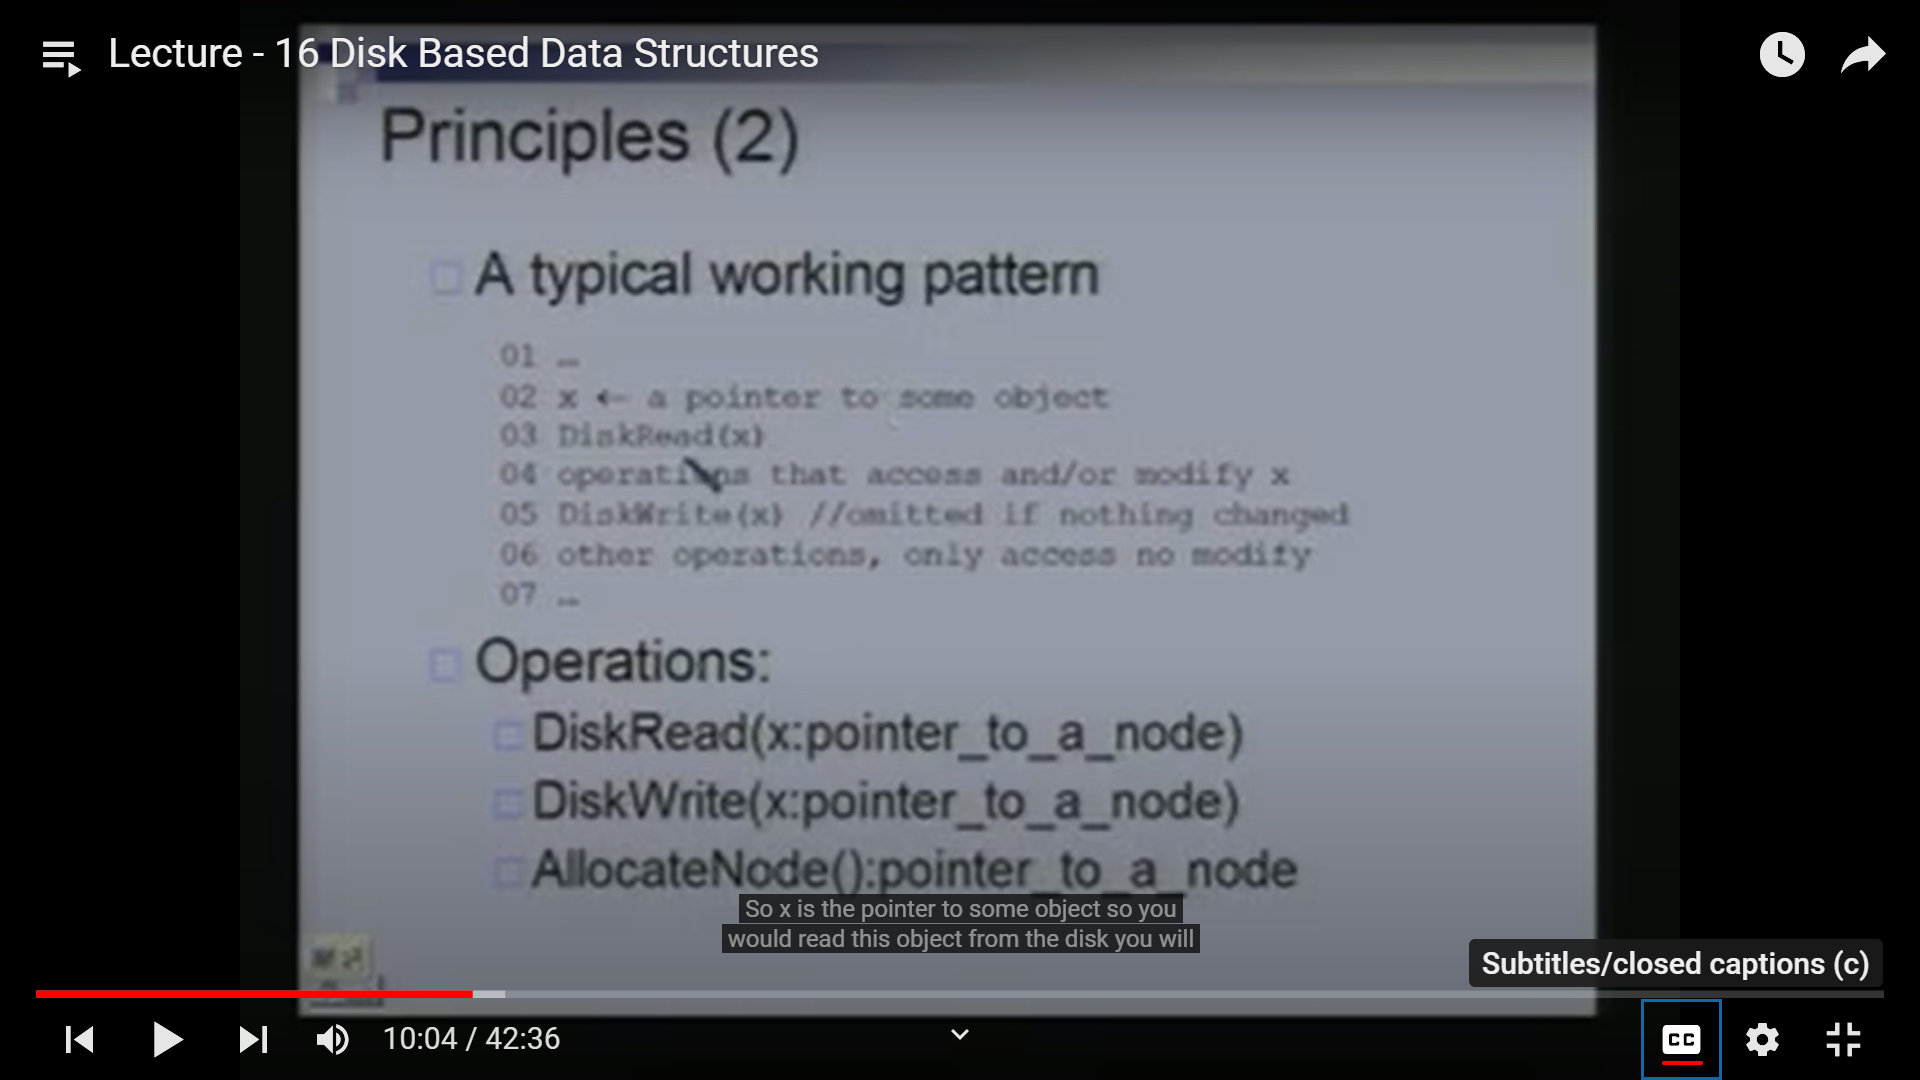 Lecture - 16 Disk Based Data Structures
Principles (2)
A typical working pattern
01 …
02 x ← a pointer to some object
03 DiskRead(x)
04 operations that access and/or modify x
05 DiskWrite(x) //omitted if nothing changed
06 other operations, only access no modify
07 …
Operations:
DiskRead(x:pointer_to_a_node)
DiskWrite(x:pointer_to_a_node)
AllocateNode():pointer_to_a_node
So x is the pointer to some object so you
would read this object from the disk you will
Subtitles/closed captions (c)
10:04 / 42:36
CC